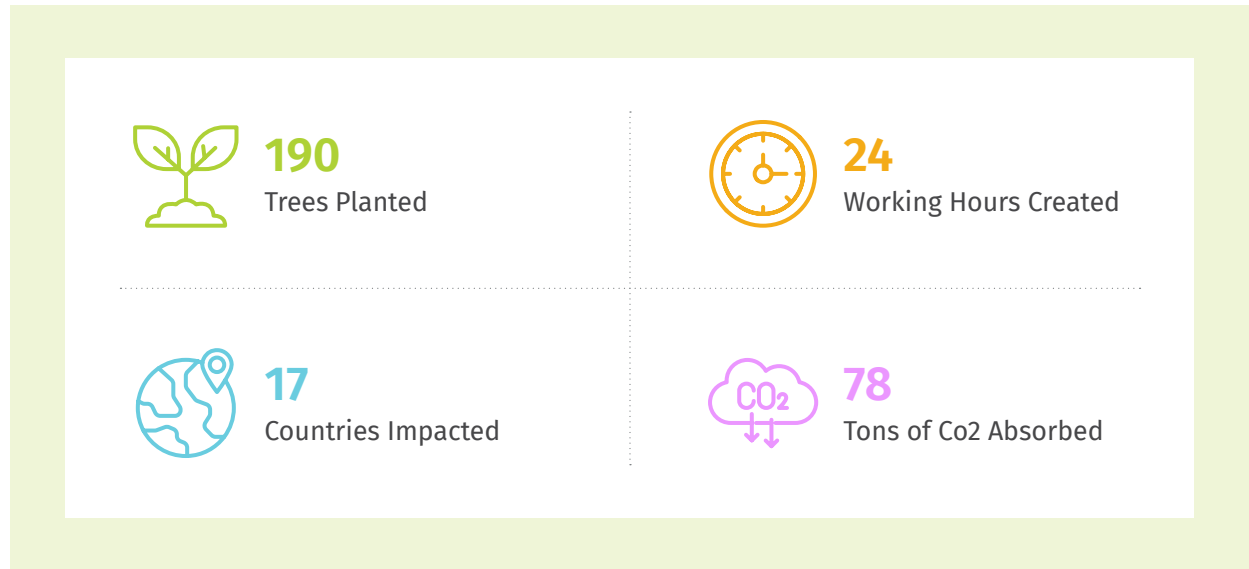 190
Trees Planted
24
Working Hours Created
17
Countries Impacted
CO2
78
Tons of Co2 Absorbed